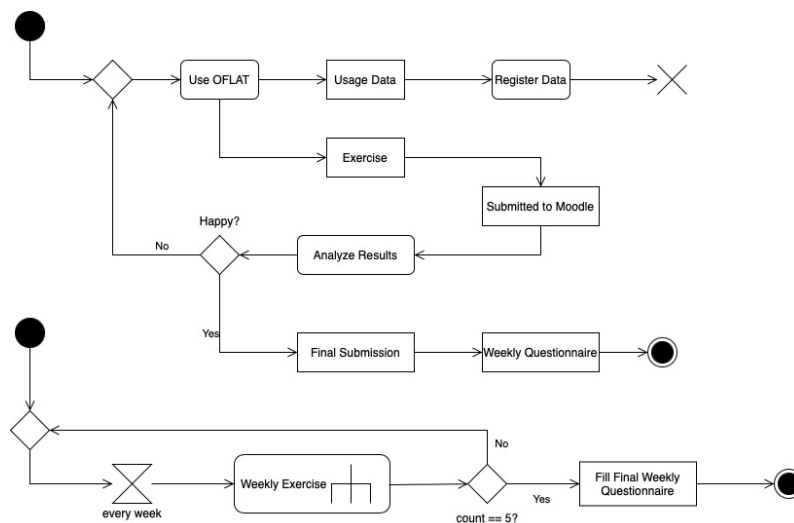 Use OFLAT
Usage Data
Register Data
Exercise
Submitted to Moodle
Happy?
No
Analyze Results
Yes
Final Submission
Weekly Questionnaire
No
Weekly Exercise
every week
count == 5?
Yes
Fill Final Weekly
Questionnaire